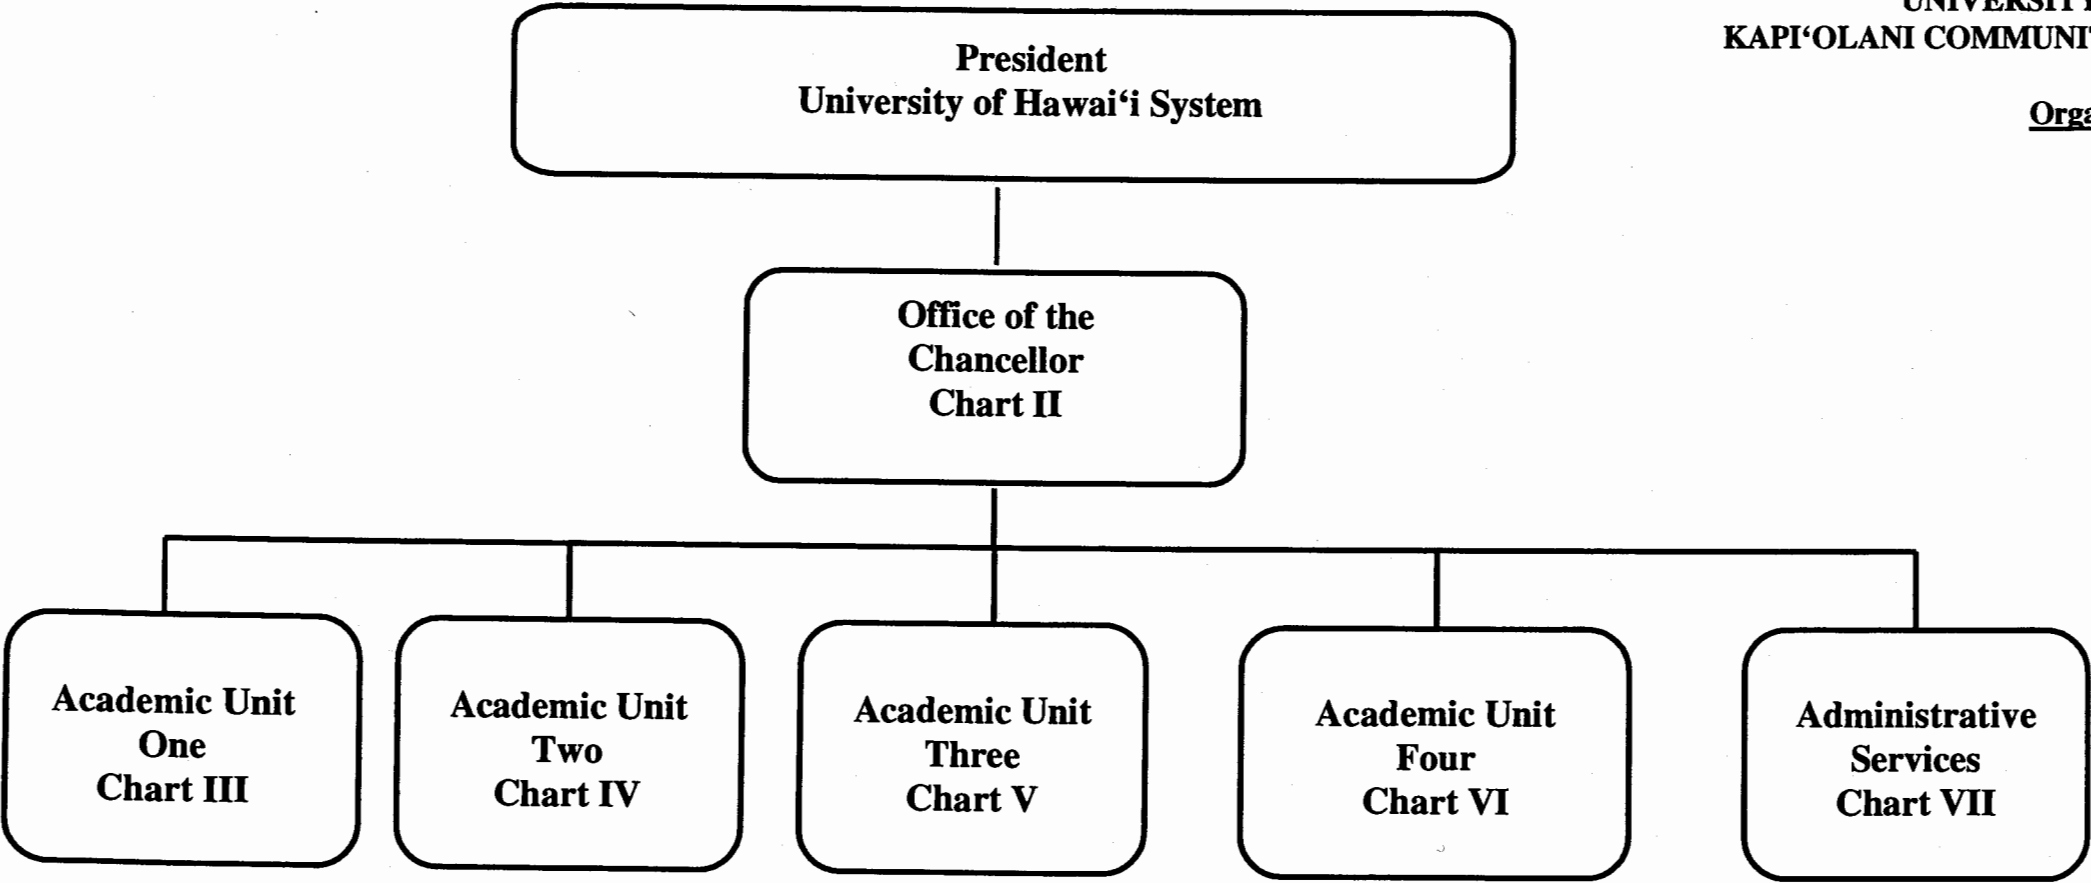 KAPI‘OLANI
President
University of Hawai‘i System
Office of the
Chancellor
Chart II
Academic Unit
One
Chart III
Academic Unit
Two
Chart IV
Academic Unit
Three
Chart V
Academic Unit
Four
Chart VI
Administrative
Services
Chart VII